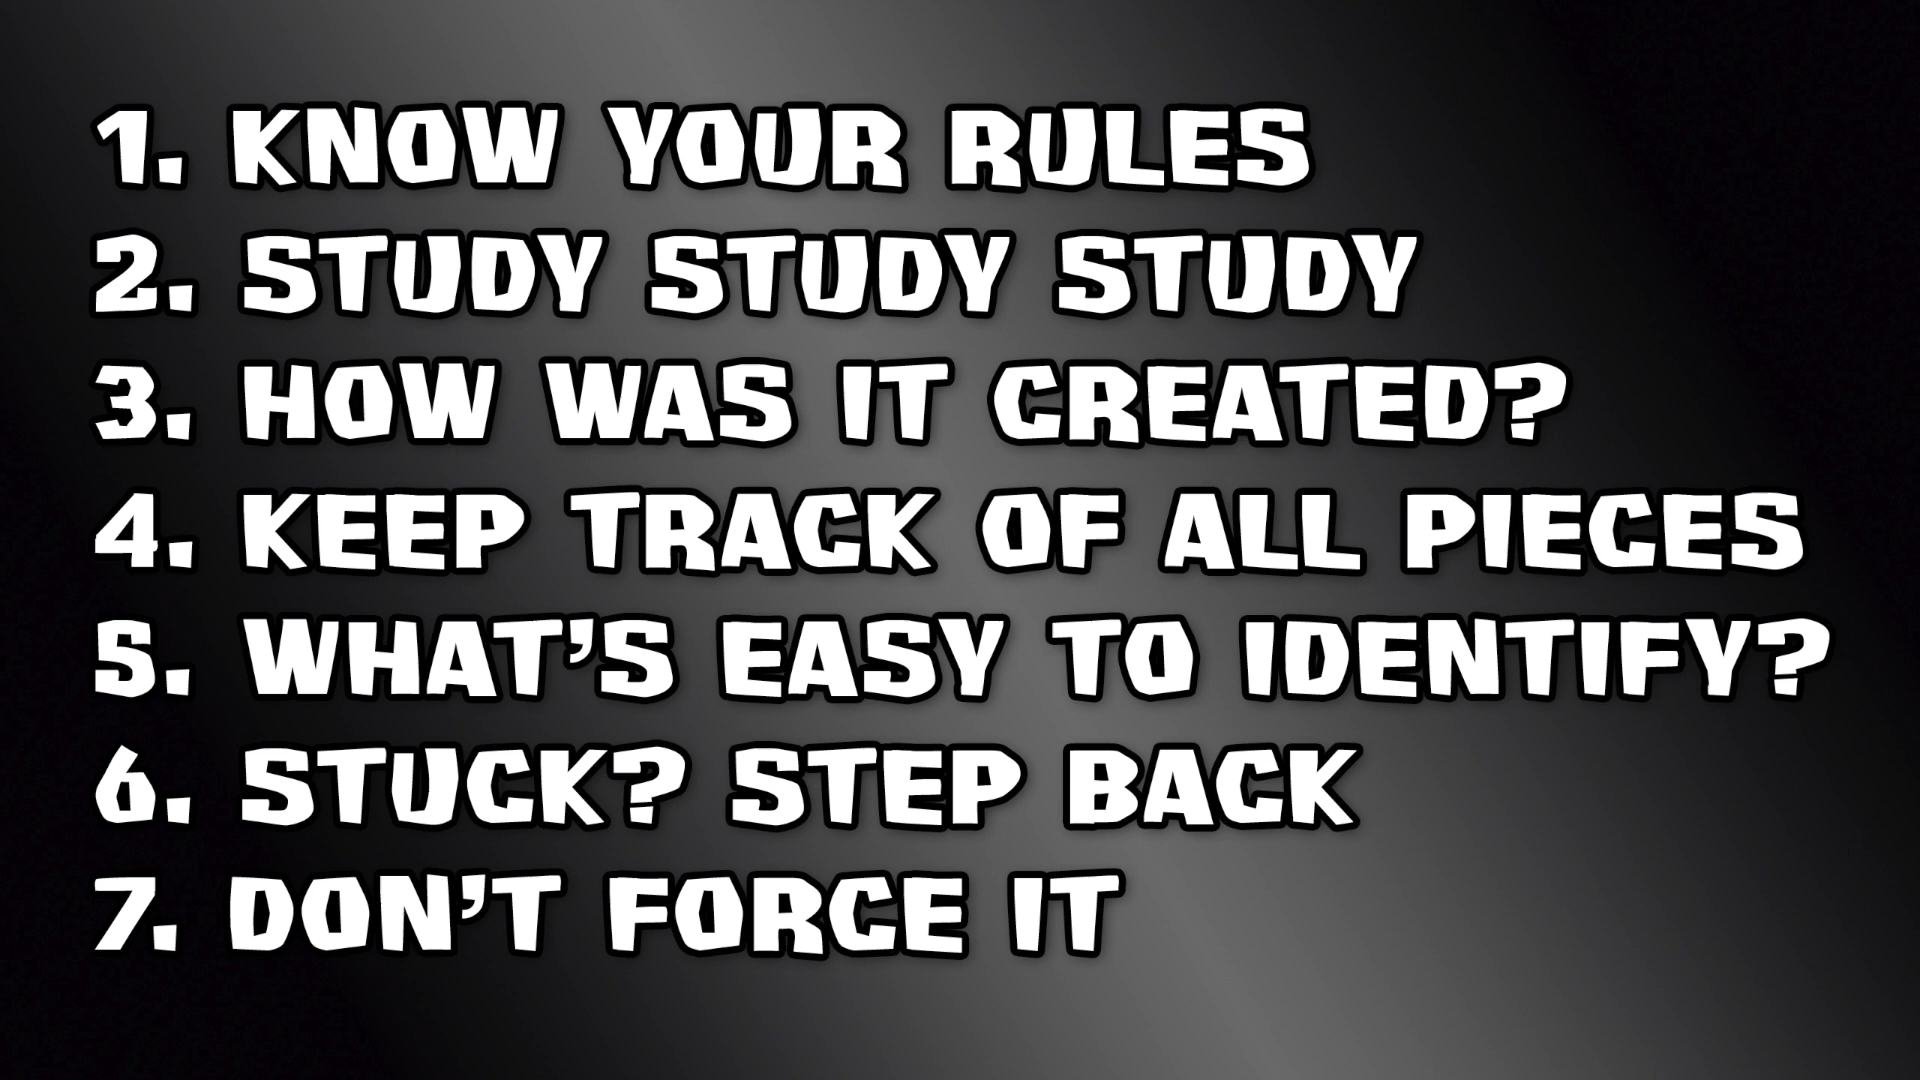 1. KNOW YOUR RULES
2. STUDY STUDY STUDY
3. HOW WAS IT CREATED?
4. KEEP TRACK OF ALL PIECES
5. WHAT'S EASY TO IDENTIFY?
6. STUCK? STEP BACK
7. DON'T FORCE IT